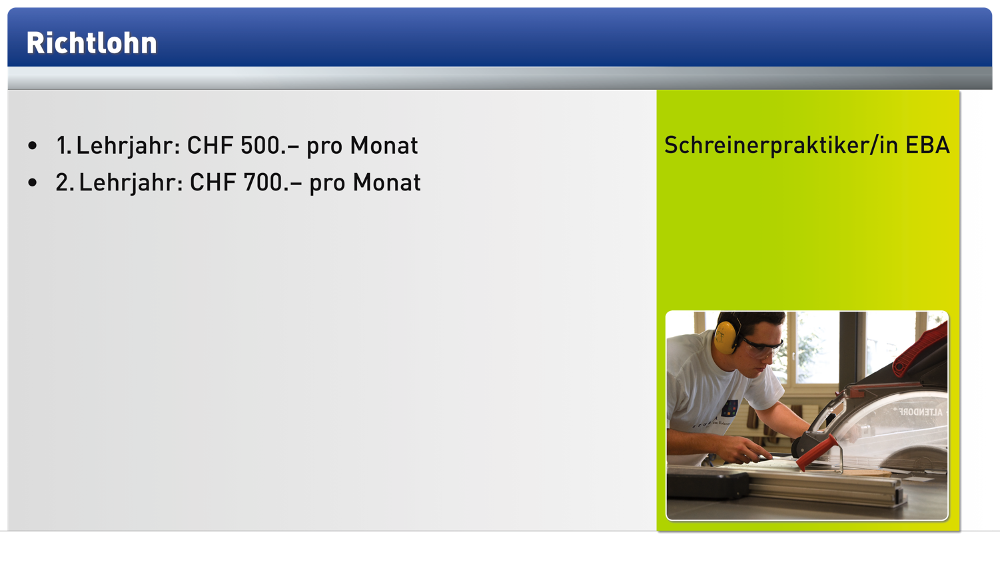 Richtlohn
• 1. Lehrjahr: CHF 500.– pro Monat
• 2. Lehrjahr: CHF 700.– pro Monat
Schreinerpraktiker/in EBA
ALTENDORF